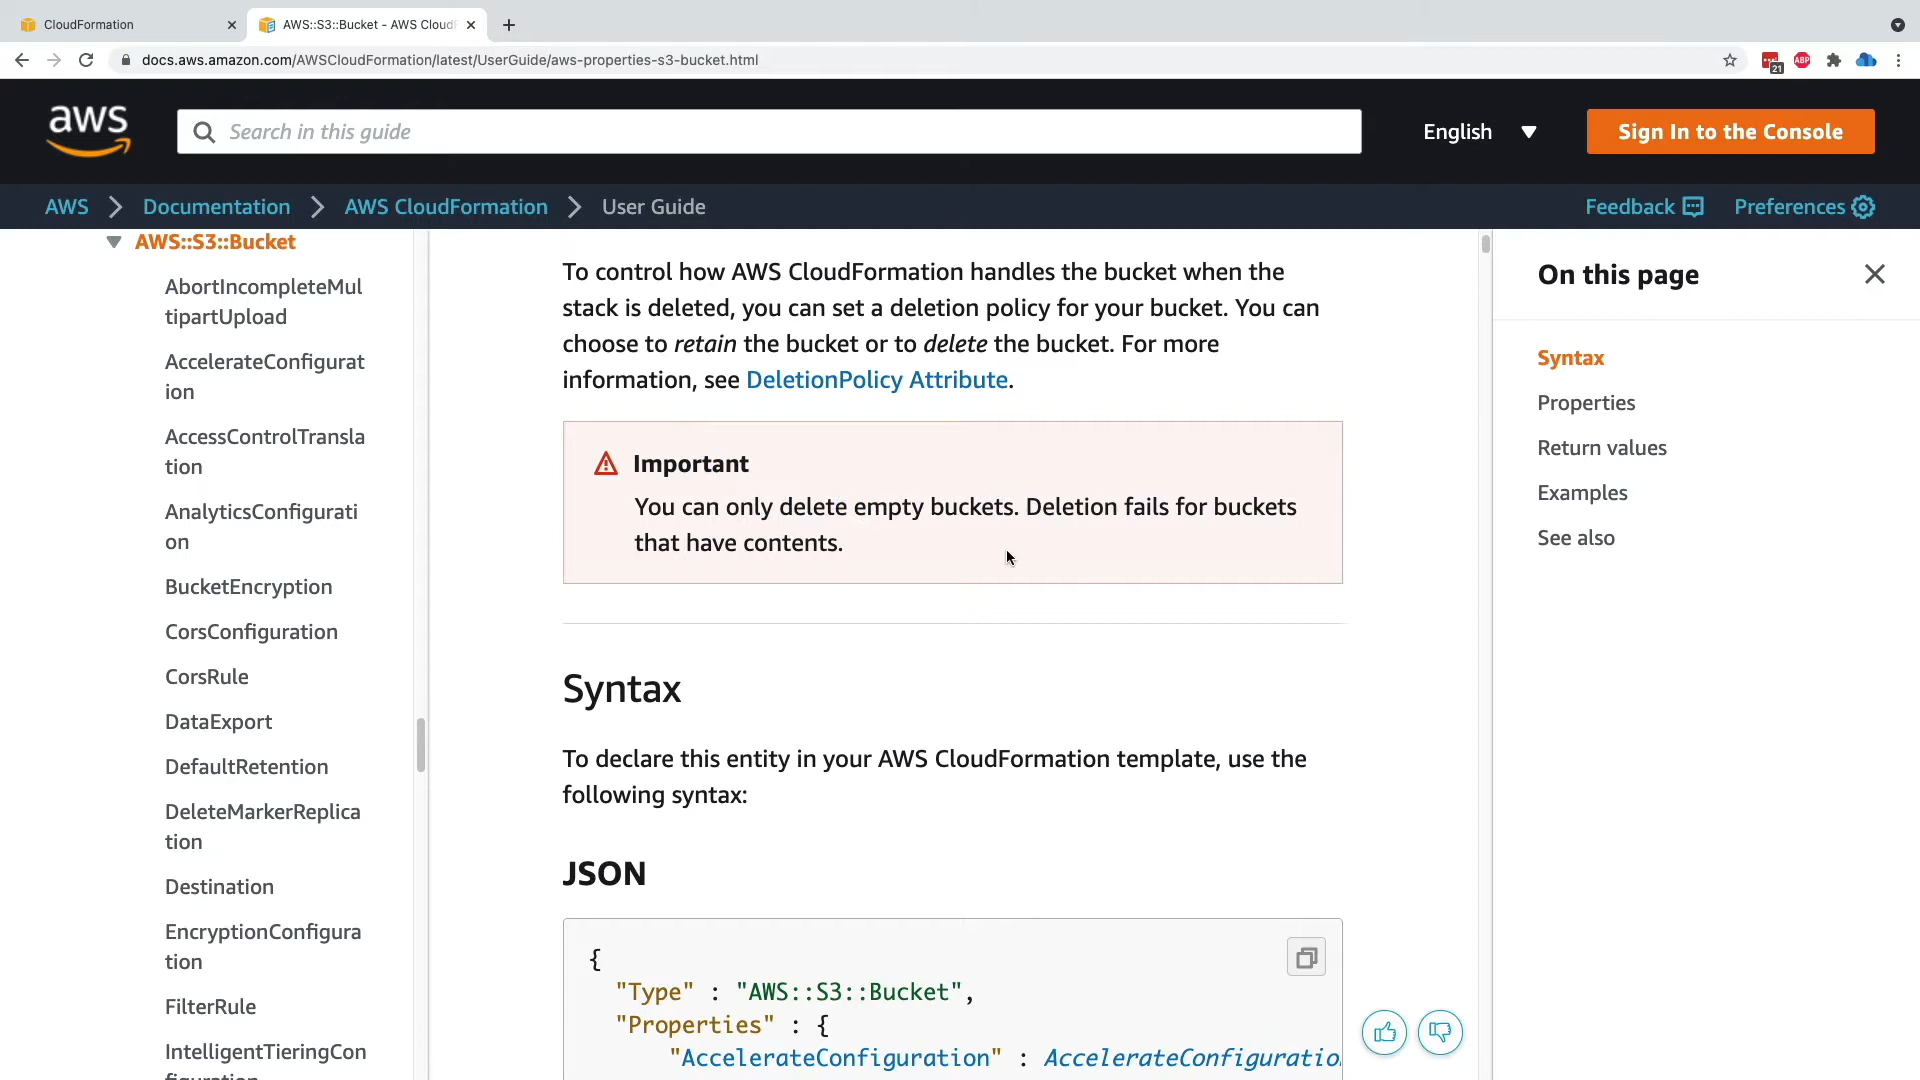 CloudFormation
AWS::S3::Bucket - AWS CloudF
docs.aws.amazon.com/AWSCloudFormation/latest/UserGuide/aws-properties-s3-bucket.html
21
ABP
aws
Search in this guide
English
Sign In to the Console
AWS
Documentation
AWS CloudFormation
User Guide
Feedback
Preferences
AWS::S3::Bucket
AbortIncompleteMul
tipartUpload
AccelerateConfigurat
ion
AccessControlTransla
tion
AnalyticsConfigurati
on
BucketEncryption
CorsConfiguration
CorsRule
DataExport
DefaultRetention
DeleteMarkerReplica
tion
Destination
EncryptionConfigura
tion
FilterRule
IntelligentTieringCon
figuration
To control how AWS CloudFormation handles the bucket when the
stack is deleted, you can set a deletion policy for your bucket. You can
choose to retain the bucket or to delete the bucket. For more
information, see DeletionPolicy Attribute.
Important
You can only delete empty buckets. Deletion fails for buckets
that have contents.
Syntax
To declare this entity in your AWS CloudFormation template, use the
following syntax:
JSON
{
"Type" : "AWS::S3::Bucket",
"Properties" : {
"AccelerateConfiguration" : AccelerateConfiguratio
On this page
Syntax
Properties
Return values
Examples
See also